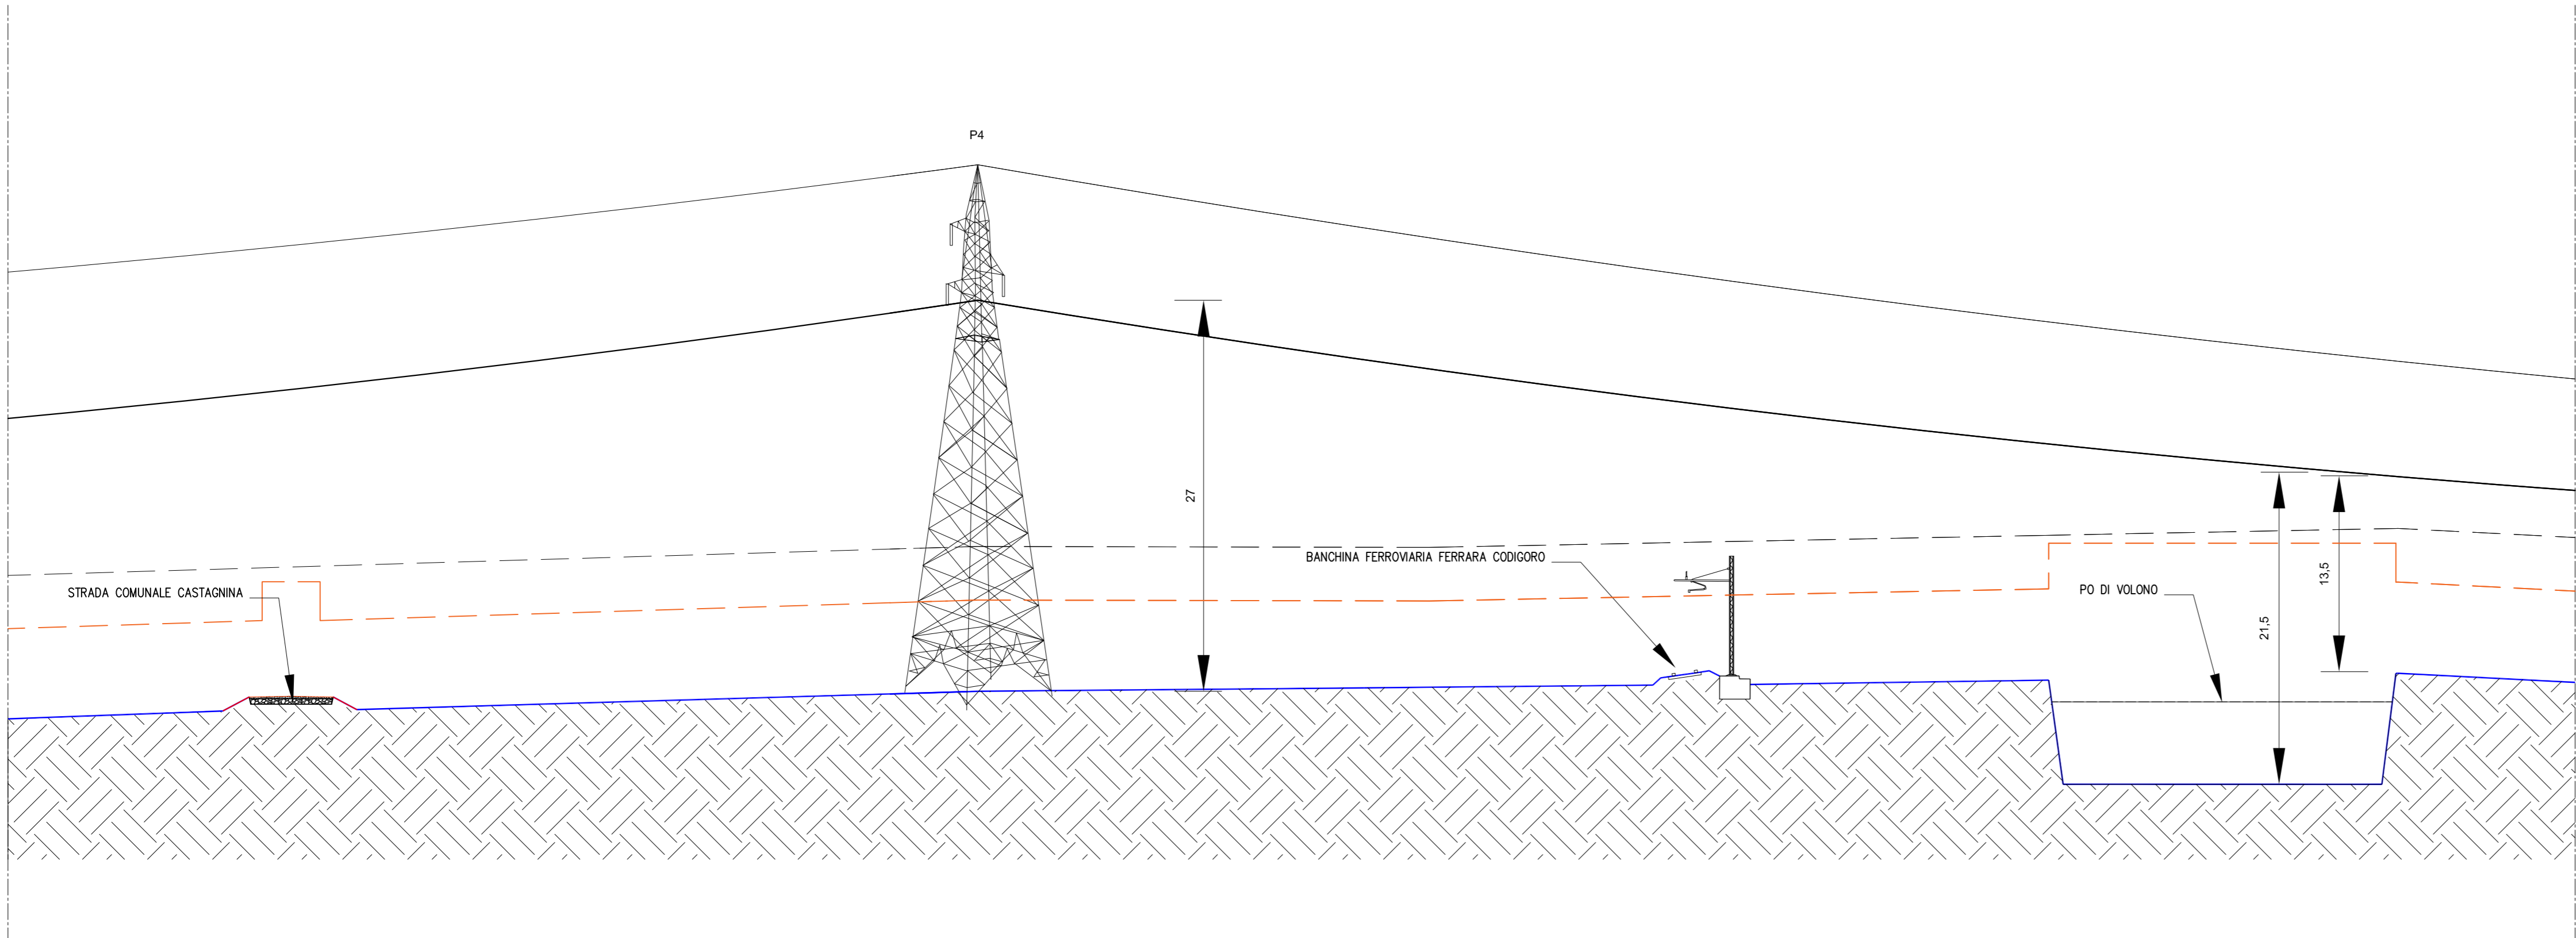 P4
BANCHINA FERROVIARIA FERRARA CODIGORO
STRADA COMUNALE CASTAGNINA
PO DI VOLONO
27
21,5
13,5